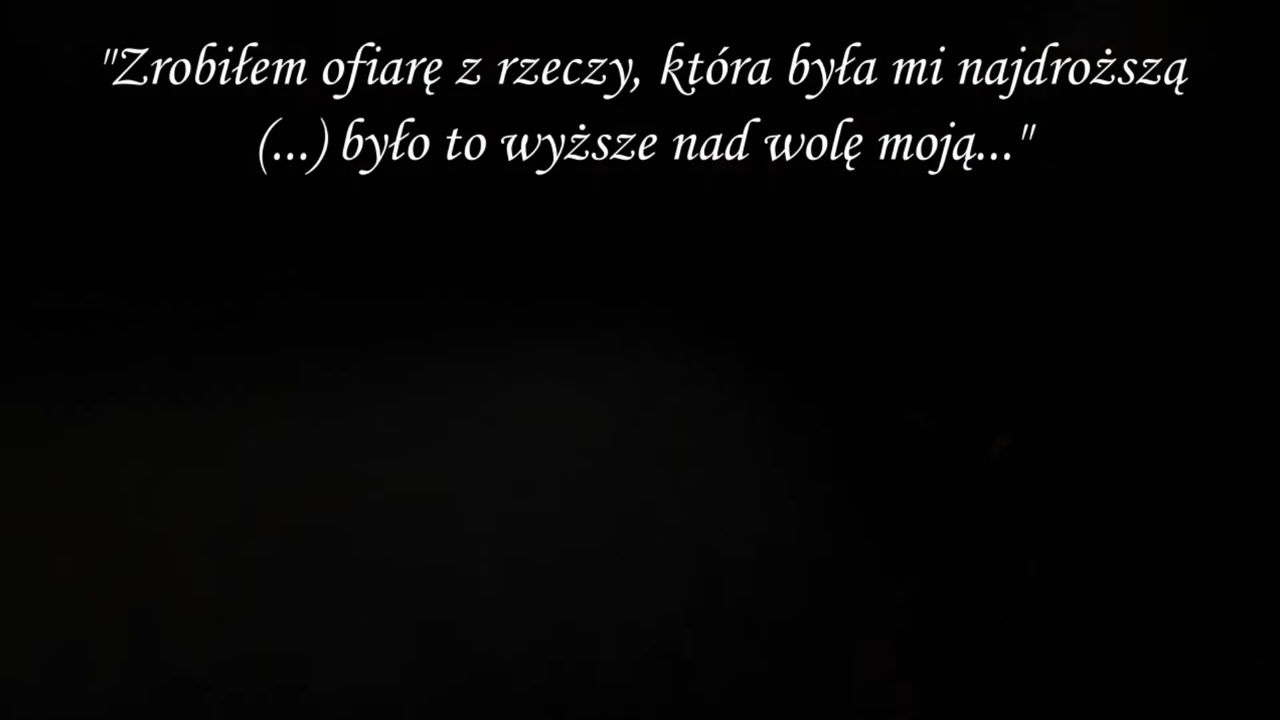 "Zrobiłem ofiarę z rzeczy, która była mi najdroższą
(...) było to wyższe nad wolę moją..."